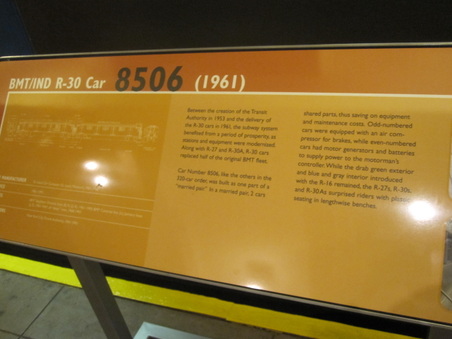 BMT/IND R-30 Car 8506 (1961)
Between the creation of the Transit
Authority in 1953 and the delivery of
the R-30 cars in 1961, the subway system
benefited from a period of prosperity as
stations and equipment were modernized.
Along with R-27 and R-30A, R-30 cars
replaced half of the original BMT fleet.
Car Number 8506, like the others in the
320-car order, was built as one part of a
"married pair." In a married pair, 2 cars
shared parts, thus saving on equipment
and maintenance costs. Odd-numbered
cars were equipped with an air com-
pressor for brakes, while even-numbered
cars had motor generators and batteries
to supply power to the motorman's
controller. While the drab green exterior
and blue and gray interior introduced
with the R-16 remained, the R-27s, R-30s,
and R-30As surprised riders with plastic
seating in lengthwise benches.